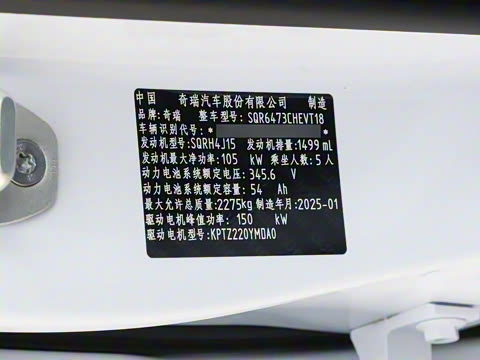 中国 奇瑞汽车股份有限公司 制造
品牌:奇瑞 整车型号:SQR6473CHEVT18
车辆识别代号:* *
发动机型号:SQRH4J15 发动机排量:1499 mL
发动机最大净功率:105 kW 乘坐人数:5人
动力电池系统额定电压:345.6 V
动力电池系统额定容量:54 Ah
最大允许总质量:2275kg 制造年月:2025-01
驱动电机峰值功率:150 kW
驱动电机型号:KPTZ220YMDA0